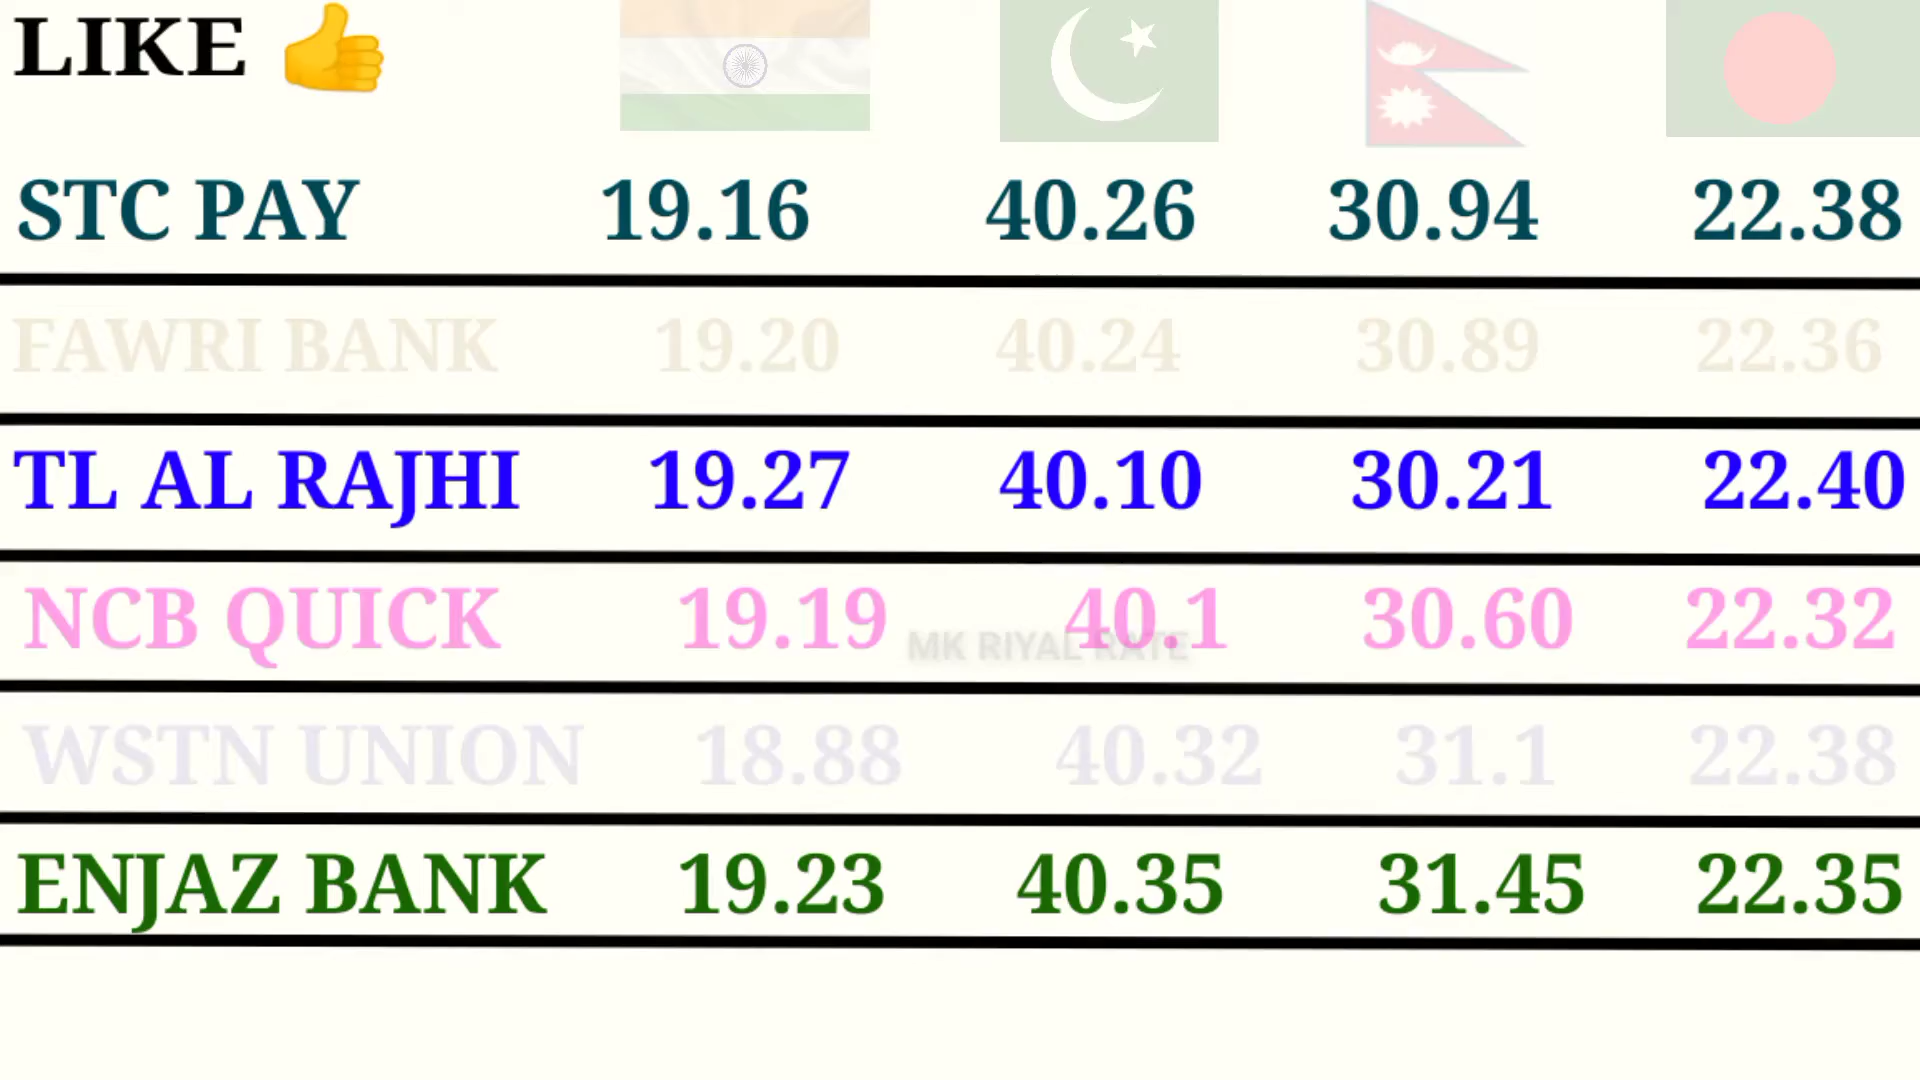 LIKE 👍
STC PAY 19.16 40.26 30.94 22.38
FAWRI BANK 19.20 40.24 30.89 22.36
TL AL RAJHI 19.27 40.10 30.21 22.40
NCB QUICK 19.19 40.1 30.60 22.32
MK RIYAL RATE
WSTN UNION 18.88 40.32 31.1 22.38
ENJAZ BANK 19.23 40.35 31.45 22.35